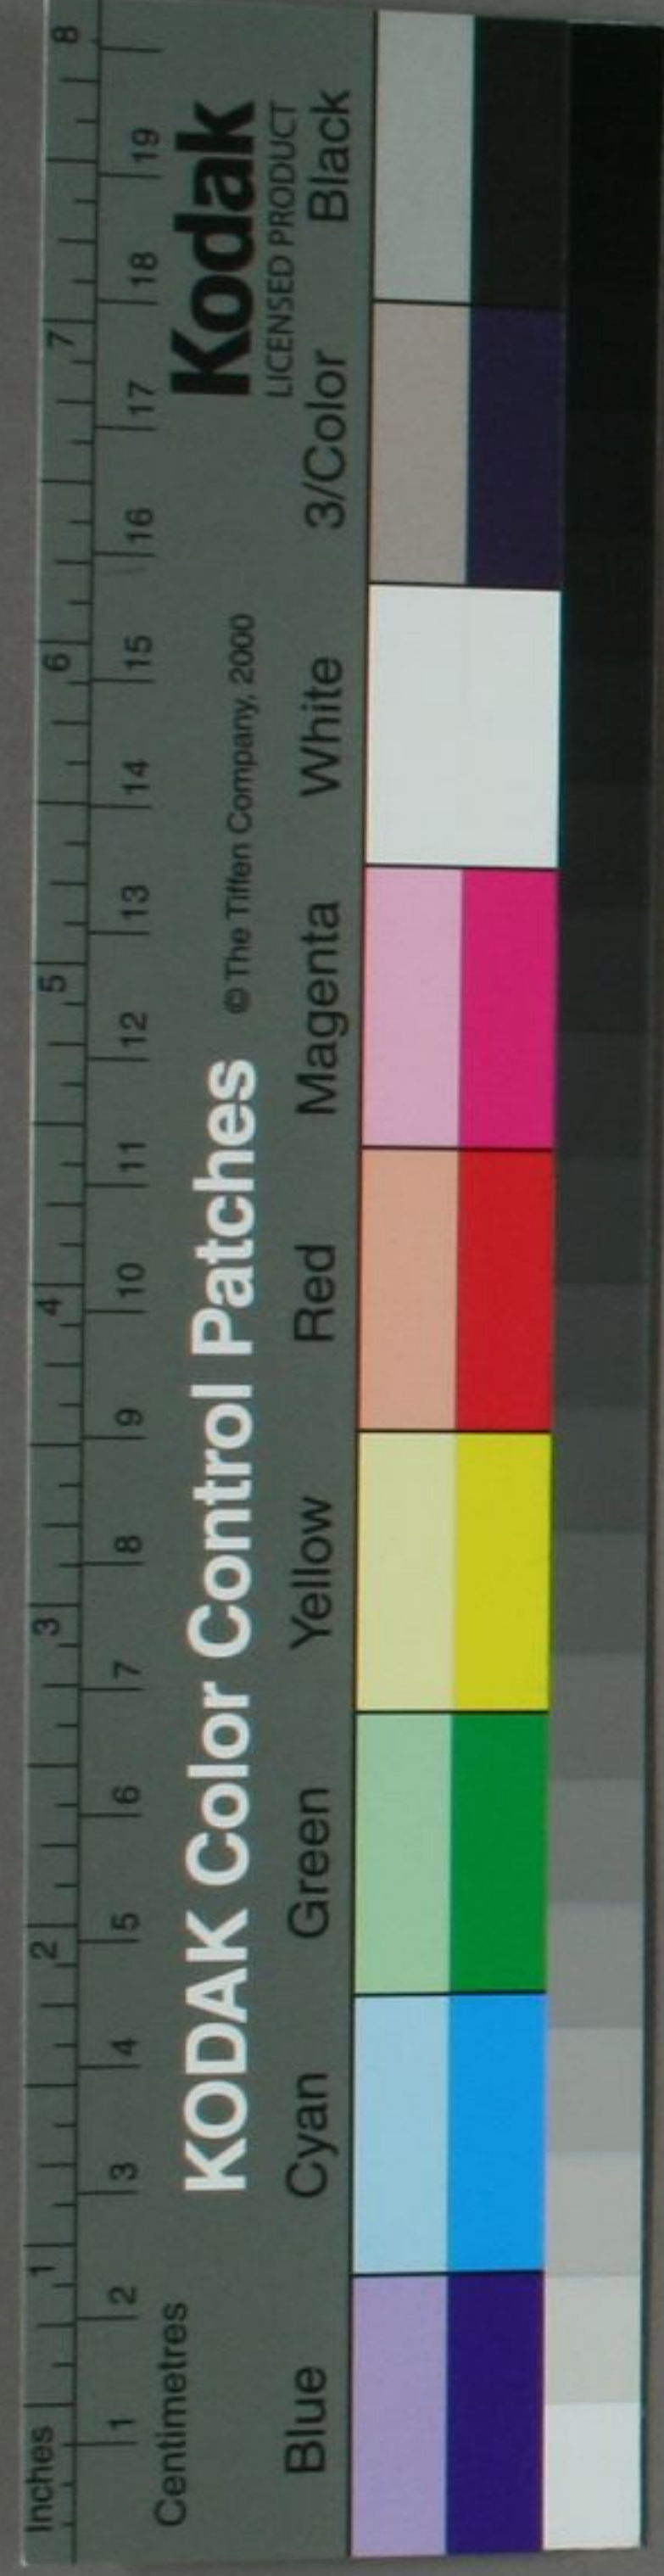 Inches 1 2 3 4 5 6 7 8
1 2 3 4 5 6 7 8 9 10 11 12 13 14 15 16 17 18 19
Centimetres
KODAK Color Control Patches © The Tiffen Company, 2000
Kodak
LICENSED PRODUCT
Blue Cyan Green Yellow Red Magenta White 3/Color Black